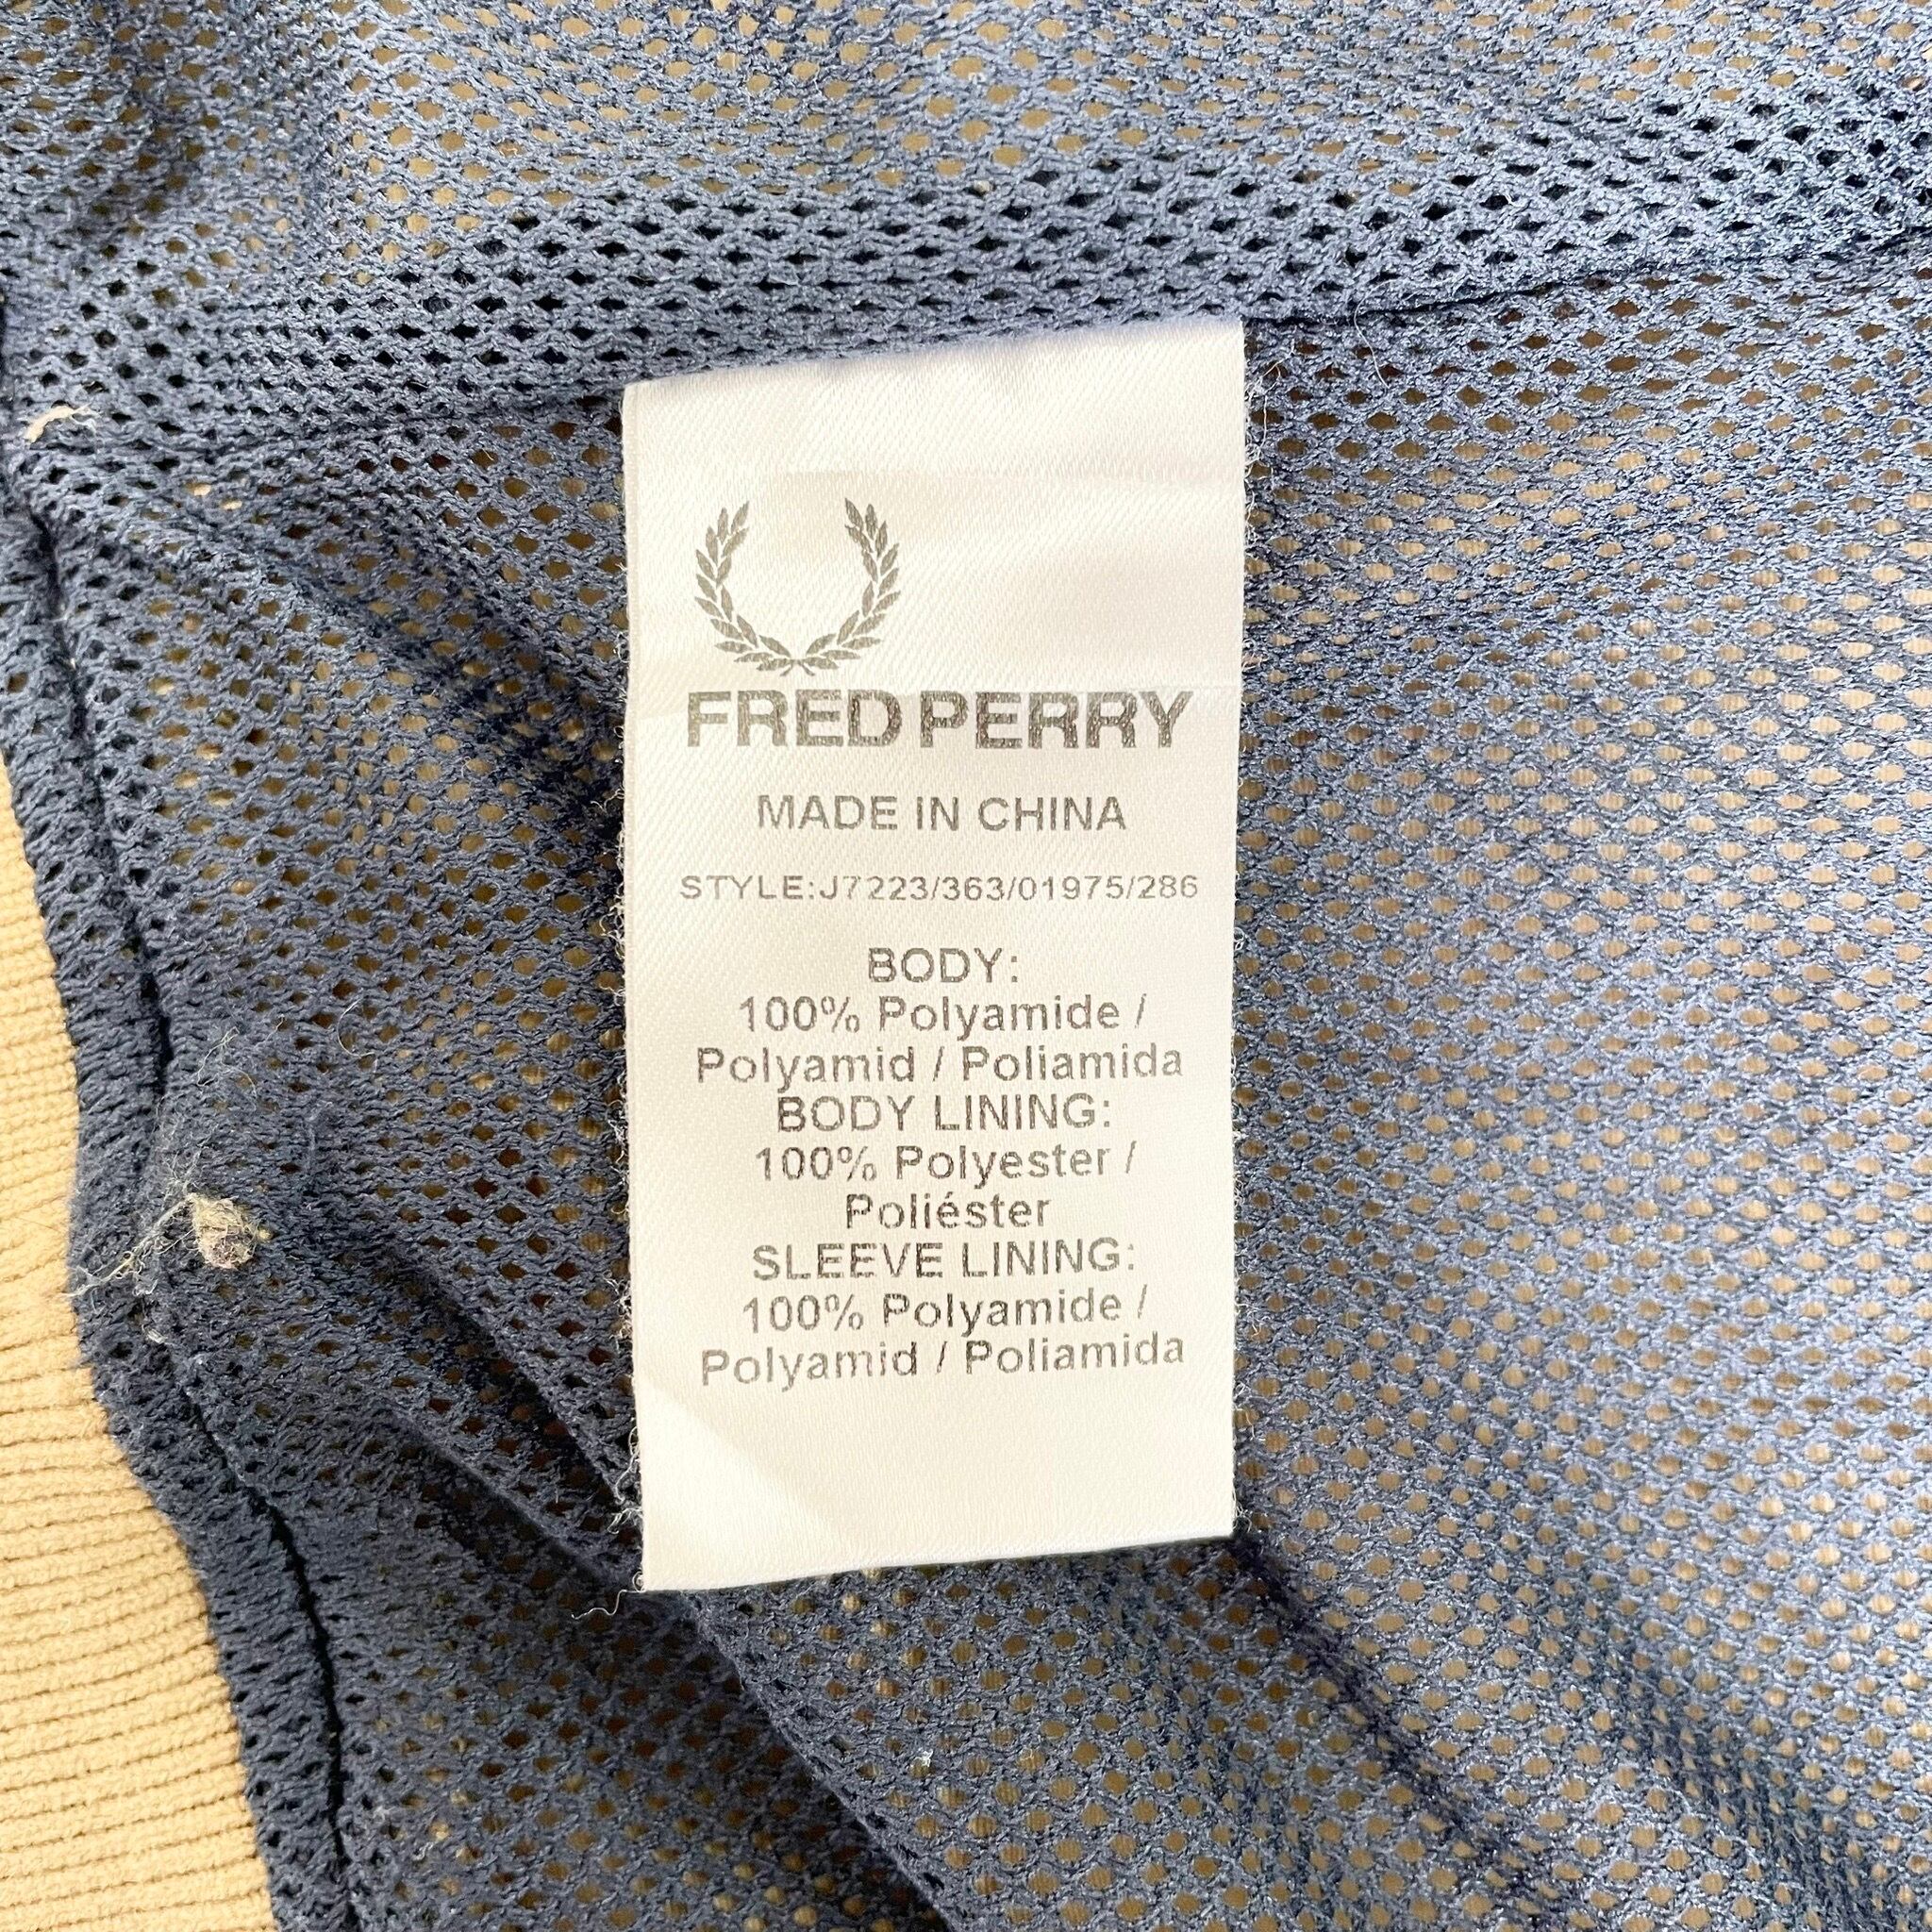 FRED PERRY
MADE IN CHINA
STYLE:J7223/363/01975/286
BODY:
100% Polyamide /
Polyamid / Poliamida
BODY LINING:
100% Polyester /
Poliéster
SLEEVE LINING:
100% Polyamide /
Polyamid / Poliamida